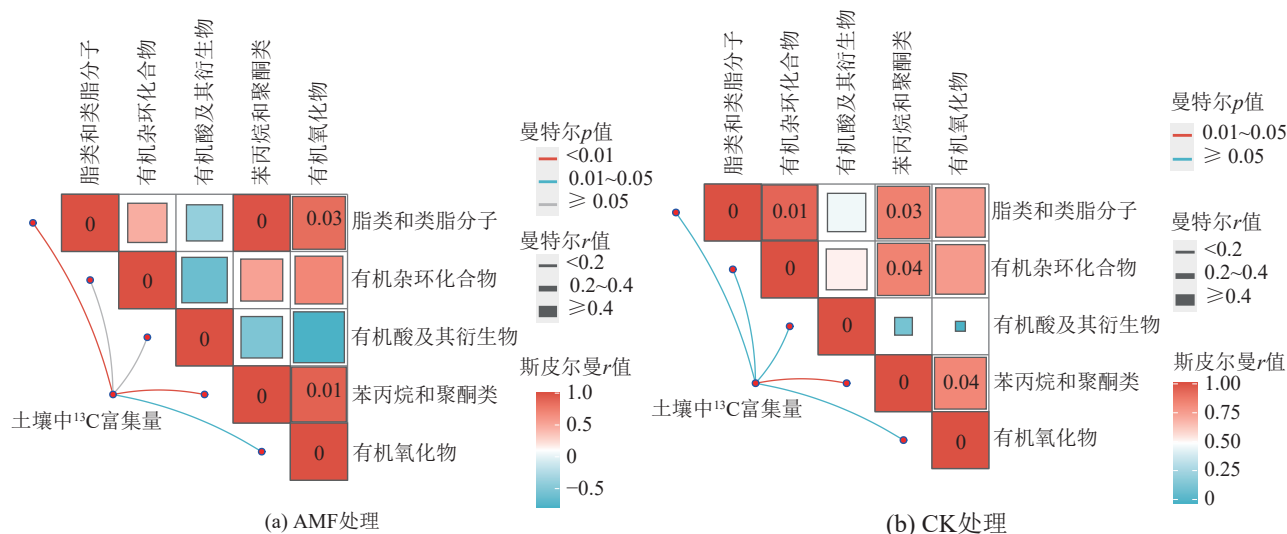 脂类和类脂分子
有机杂环化合物
有机酸及其衍生物
苯丙烷和聚酮类
有机氧化物
曼特尔p值
<0.01
0.01~0.05
≥ 0.05
曼特尔r值
<0.2
0.2~0.4
≥0.4
斯皮尔曼r值
1.0
0.5
0
−0.5
0
0
0.03
脂类和类脂分子
0
有机杂环化合物
0
有机酸及其衍生物
0
0.01
苯丙烷和聚酮类
0
有机氧化物
土壤中¹³C富集量
(a) AMF处理
脂类和类脂分子
有机杂环化合物
有机酸及其衍生物
苯丙烷和聚酮类
有机氧化物
曼特尔p值
0.01~0.05
≥ 0.05
曼特尔r值
<0.2
0.2~0.4
≥0.4
斯皮尔曼r值
1.00
0.75
0.50
0.25
0
0
0.01
0.03
脂类和类脂分子
0
0.04
有机杂环化合物
0
有机酸及其衍生物
0
0.04
苯丙烷和聚酮类
0
有机氧化物
土壤中¹³C富集量
(b) CK处理